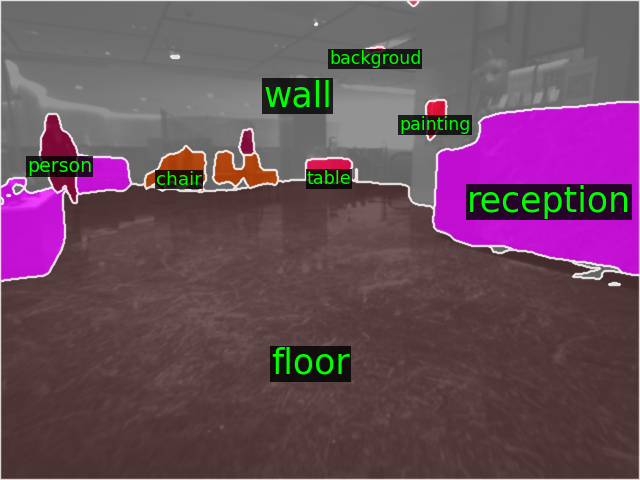 backgroud
wall
painting
person
chair
table
reception
floor